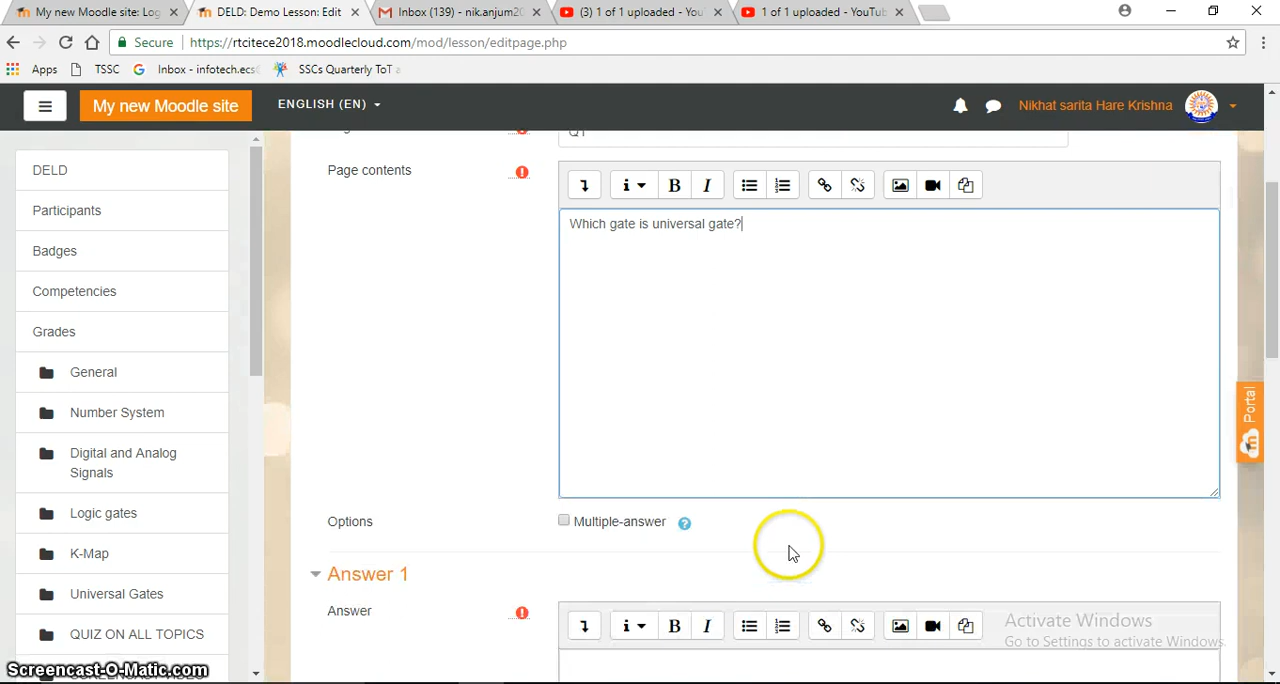 My new Moodle site: Log
DELD: Demo Lesson: Edit
Inbox (139) - nik.anjum20
(3) 1 of 1 uploaded - You
1 of 1 uploaded - YouTub
Secure
https://rtcitece2018.moodlecloud.com/mod/lesson/editpage.php
Apps
TSSC
Inbox - infotech.ecs
SSCs Quarterly ToT a
My new Moodle site
ENGLISH (EN)
Nikhat sarita Hare Krishna
DELD
Participants
Badges
Competencies
Grades
General
Number System
Digital and Analog
Signals
Logic gates
K-Map
Universal Gates
QUIZ ON ALL TOPICS
Q1
Page contents
i
B
I
Which gate is universal gate?
Options
Multiple-answer
?
Answer 1
Answer
i
B
I
Portal
Activate Windows
Go to Settings to activate Windows.
Screencast-O-Matic.com